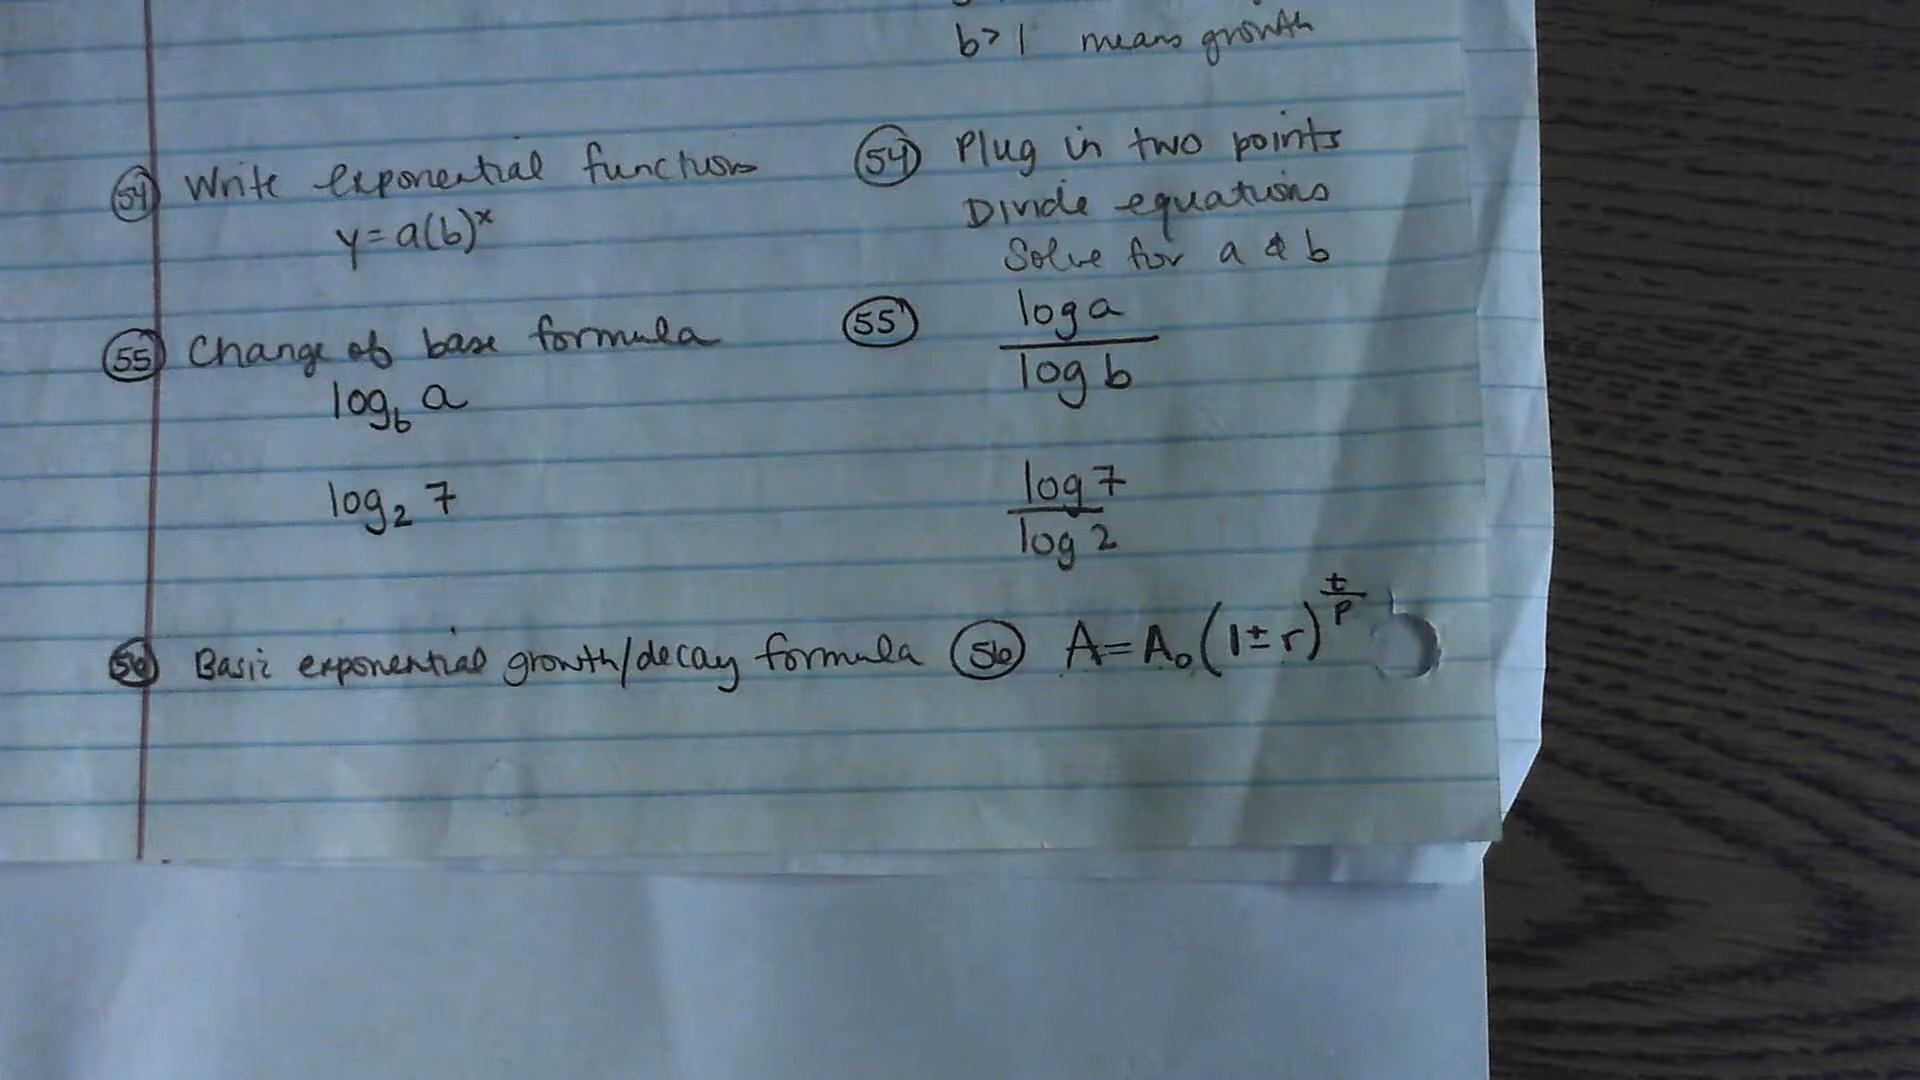 b>1 means growth
54 Write exponential functions
y=a(b)^x
54 Plug in two points
Divide equations
Solve for a & b
55 Change of base formula
log_b a
log_2 7
55 log a
log b
log 7
log 2
56 Basic exponential growth/decay formula
56 A=A_0(1±r)^(t/p)